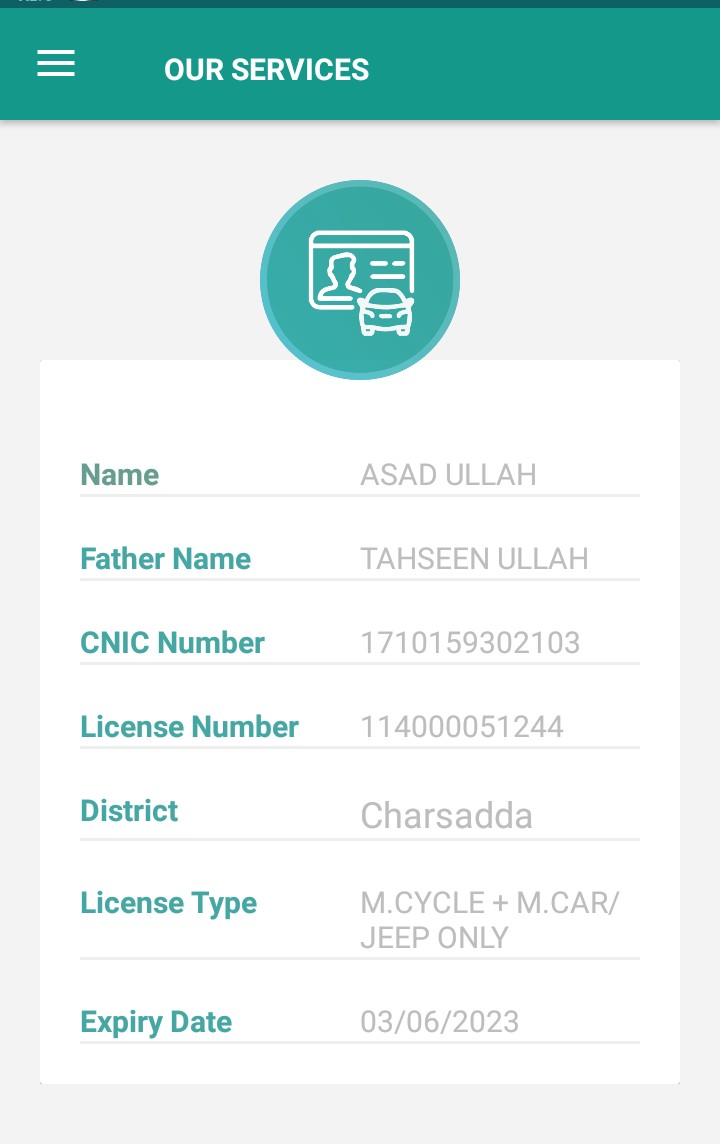 OUR SERVICES
Name ASAD ULLAH
Father Name TAHSEEN ULLAH
CNIC Number 1710159302103
License Number 114000051244
District Charsadda
License Type M.CYCLE + M.CAR/
JEEP ONLY
Expiry Date 03/06/2023